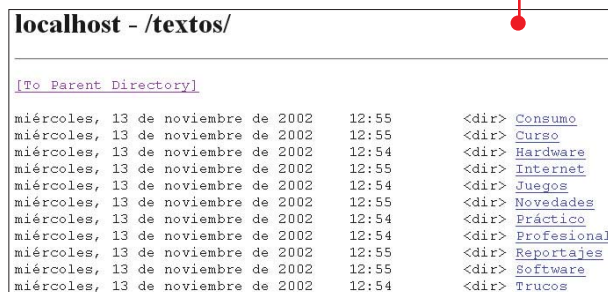 localhost - /textos/
[To Parent Directory]
miércoles, 13 de noviembre de 2002 12:55 <dir> Consumo
miércoles, 13 de noviembre de 2002 12:55 <dir> Curso
miércoles, 13 de noviembre de 2002 12:54 <dir> Hardware
miércoles, 13 de noviembre de 2002 12:55 <dir> Internet
miércoles, 13 de noviembre de 2002 12:54 <dir> Juegos
miércoles, 13 de noviembre de 2002 12:55 <dir> Novedades
miércoles, 13 de noviembre de 2002 12:54 <dir> Práctico
miércoles, 13 de noviembre de 2002 12:54 <dir> Profesional
miércoles, 13 de noviembre de 2002 12:55 <dir> Reportajes
miércoles, 13 de noviembre de 2002 12:55 <dir> Software
miércoles, 13 de noviembre de 2002 12:54 <dir> Trucos